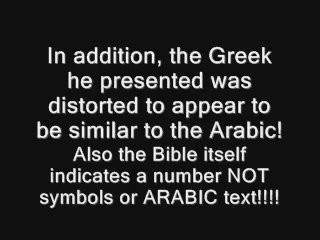 In addition, the Greek
he presented was
distorted to appear to
be similar to the Arabic!
Also the Bible itself
indicates a number NOT
symbols or ARABIC text!!!!